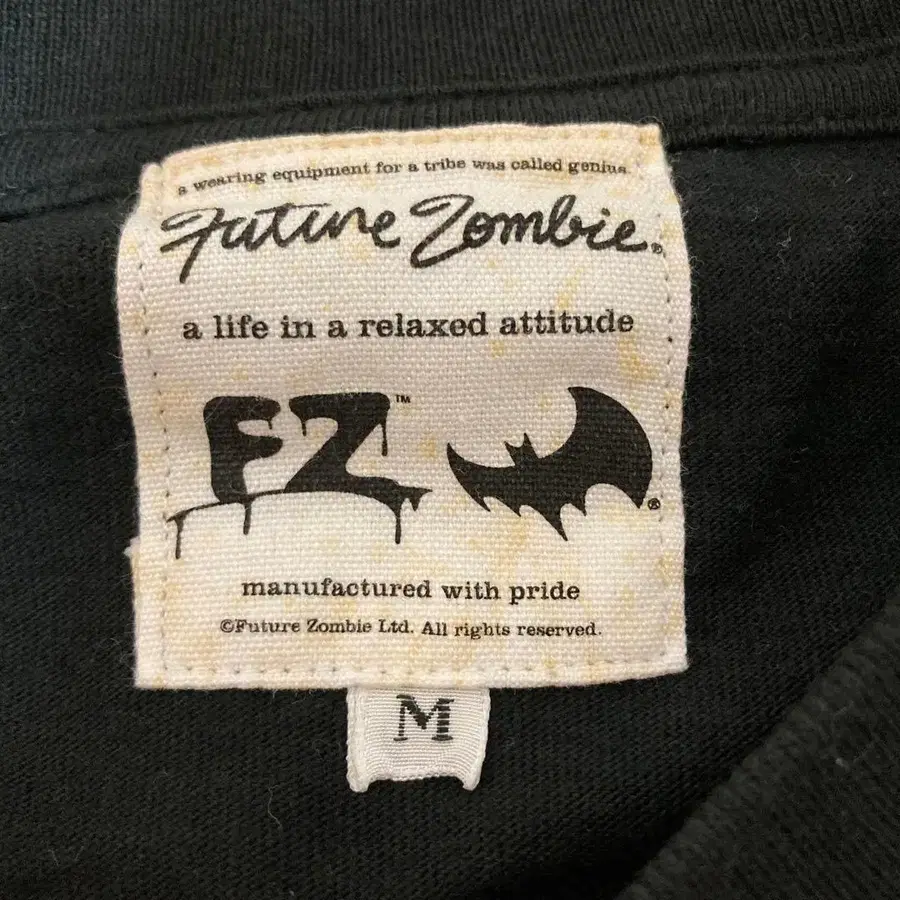 a wearing equipment for a tribe was called genius.
Future Zombie®
a life in a relaxed attitude
FZ™
®
manufactured with pride
©Future Zombie Ltd. All rights reserved.
M